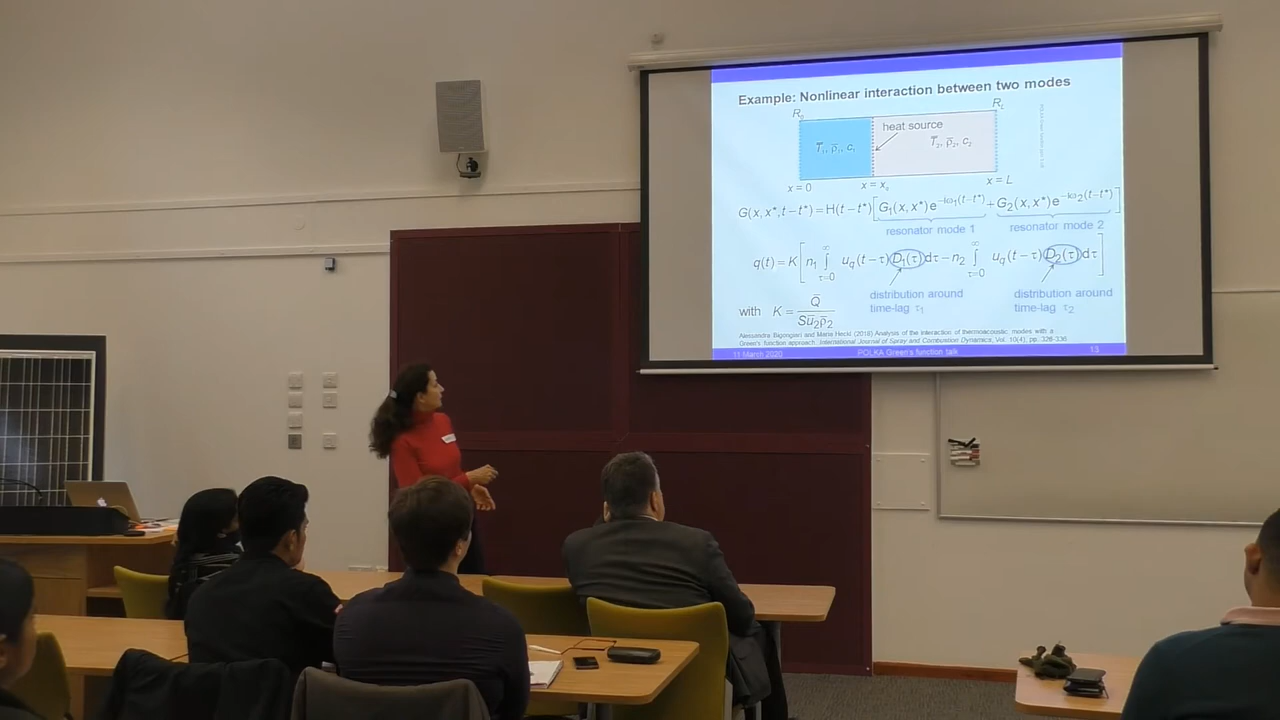 Example: Nonlinear interaction between two modes
R₀ R_L
heat source
T̅₁, ρ̅₁, c₁ T̅₂, ρ̅₂, c₂
x = 0 x = x_q x = L
G(x, x*, t−t*) = H(t−t*)[G₁(x, x*)e^{−iω₁(t−t*)} + G₂(x, x*)e^{−iω₂(t−t*)}]
resonator mode 1 resonator mode 2
q(t) = K[n₁ ∫_{τ=0}^{∞} u_q(t−τ)D₁(τ)dτ − n₂ ∫_{τ=0}^{∞} u_q(t−τ)D₂(τ)dτ]
distribution around distribution around
time-lag τ₁ time-lag τ₂
with K = Q̅ / (Su̅₂ρ̅₂)
Alessandra Bigongiari and Maria Heckl (2018) Analysis of the interaction of thermoacoustic modes with a
Green's function approach. International Journal of Spray and Combustion Dynamics, Vol. 10(4), pp. 326-336
11 March 2020 POLKA Green's function talk 13